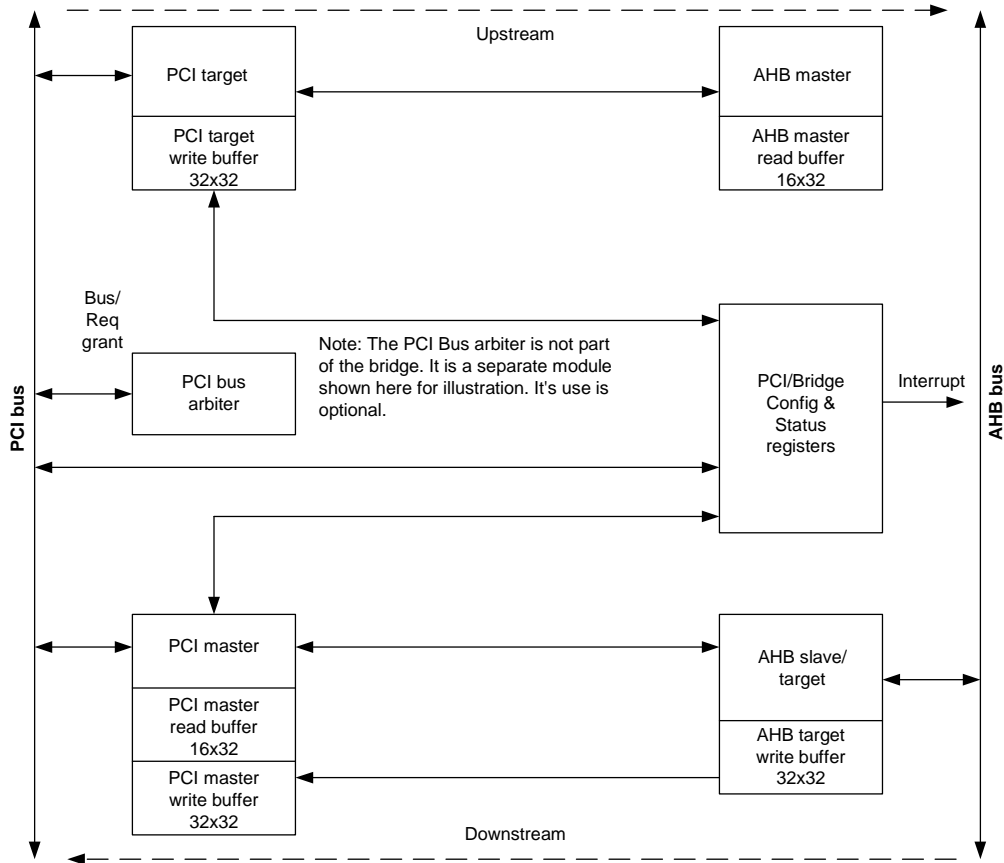 Upstream
PCI target
PCI target
write buffer
32x32
AHB master
AHB master
read buffer
16x32
Bus/
Req
grant
PCI bus
arbiter
Note: The PCI Bus arbiter is not part
of the bridge. It is a separate module
shown here for illustration. It's use is
optional.
PCI/Bridge
Config &
Status
registers
Interrupt
PCI bus
AHB bus
PCI master
PCI master
read buffer
16x32
PCI master
write buffer
32x32
AHB slave/
target
AHB target
write buffer
32x32
Downstream